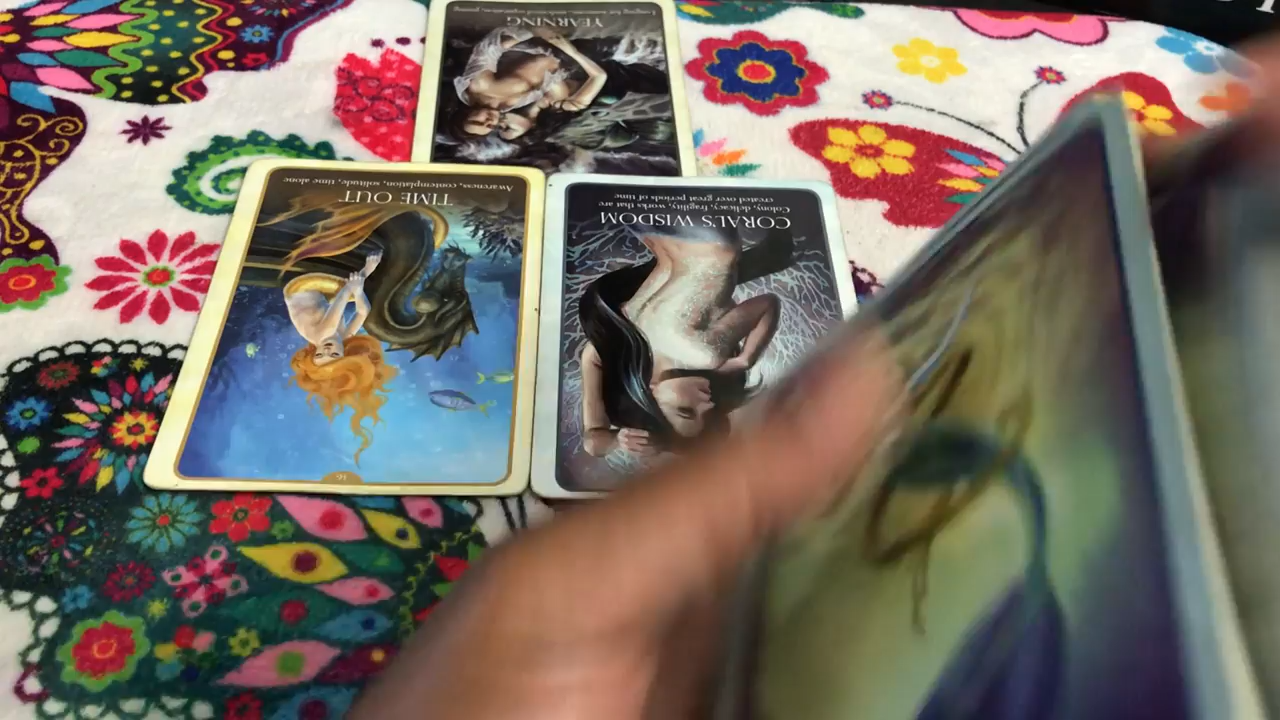 YEARNING
TIME OUT
Awareness, contemplation, solitude, time alone
CORAL'S WISDOM
Colony, delicacy, fragility, works that are
created over great periods of time
16